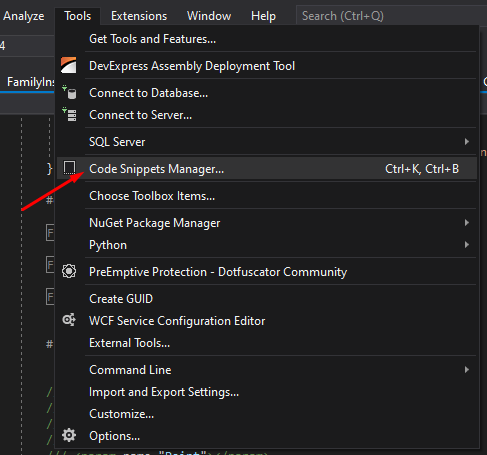 Analyze Tools Extensions Window Help Search (Ctrl+Q)
4
Get Tools and Features...
DevExpress Assembly Deployment Tool
FamilyIns
Connect to Database...
Connect to Server...
SQL Server
}
Code Snippets Manager... Ctrl+K, Ctrl+B
#
Choose Toolbox Items...
NuGet Package Manager
F
Python
F
PreEmptive Protection - Dotfuscator Community
F
Create GUID
WCF Service Configuration Editor
#
External Tools...
Command Line
/
Import and Export Settings...
/
Customize...
/
Options...
/